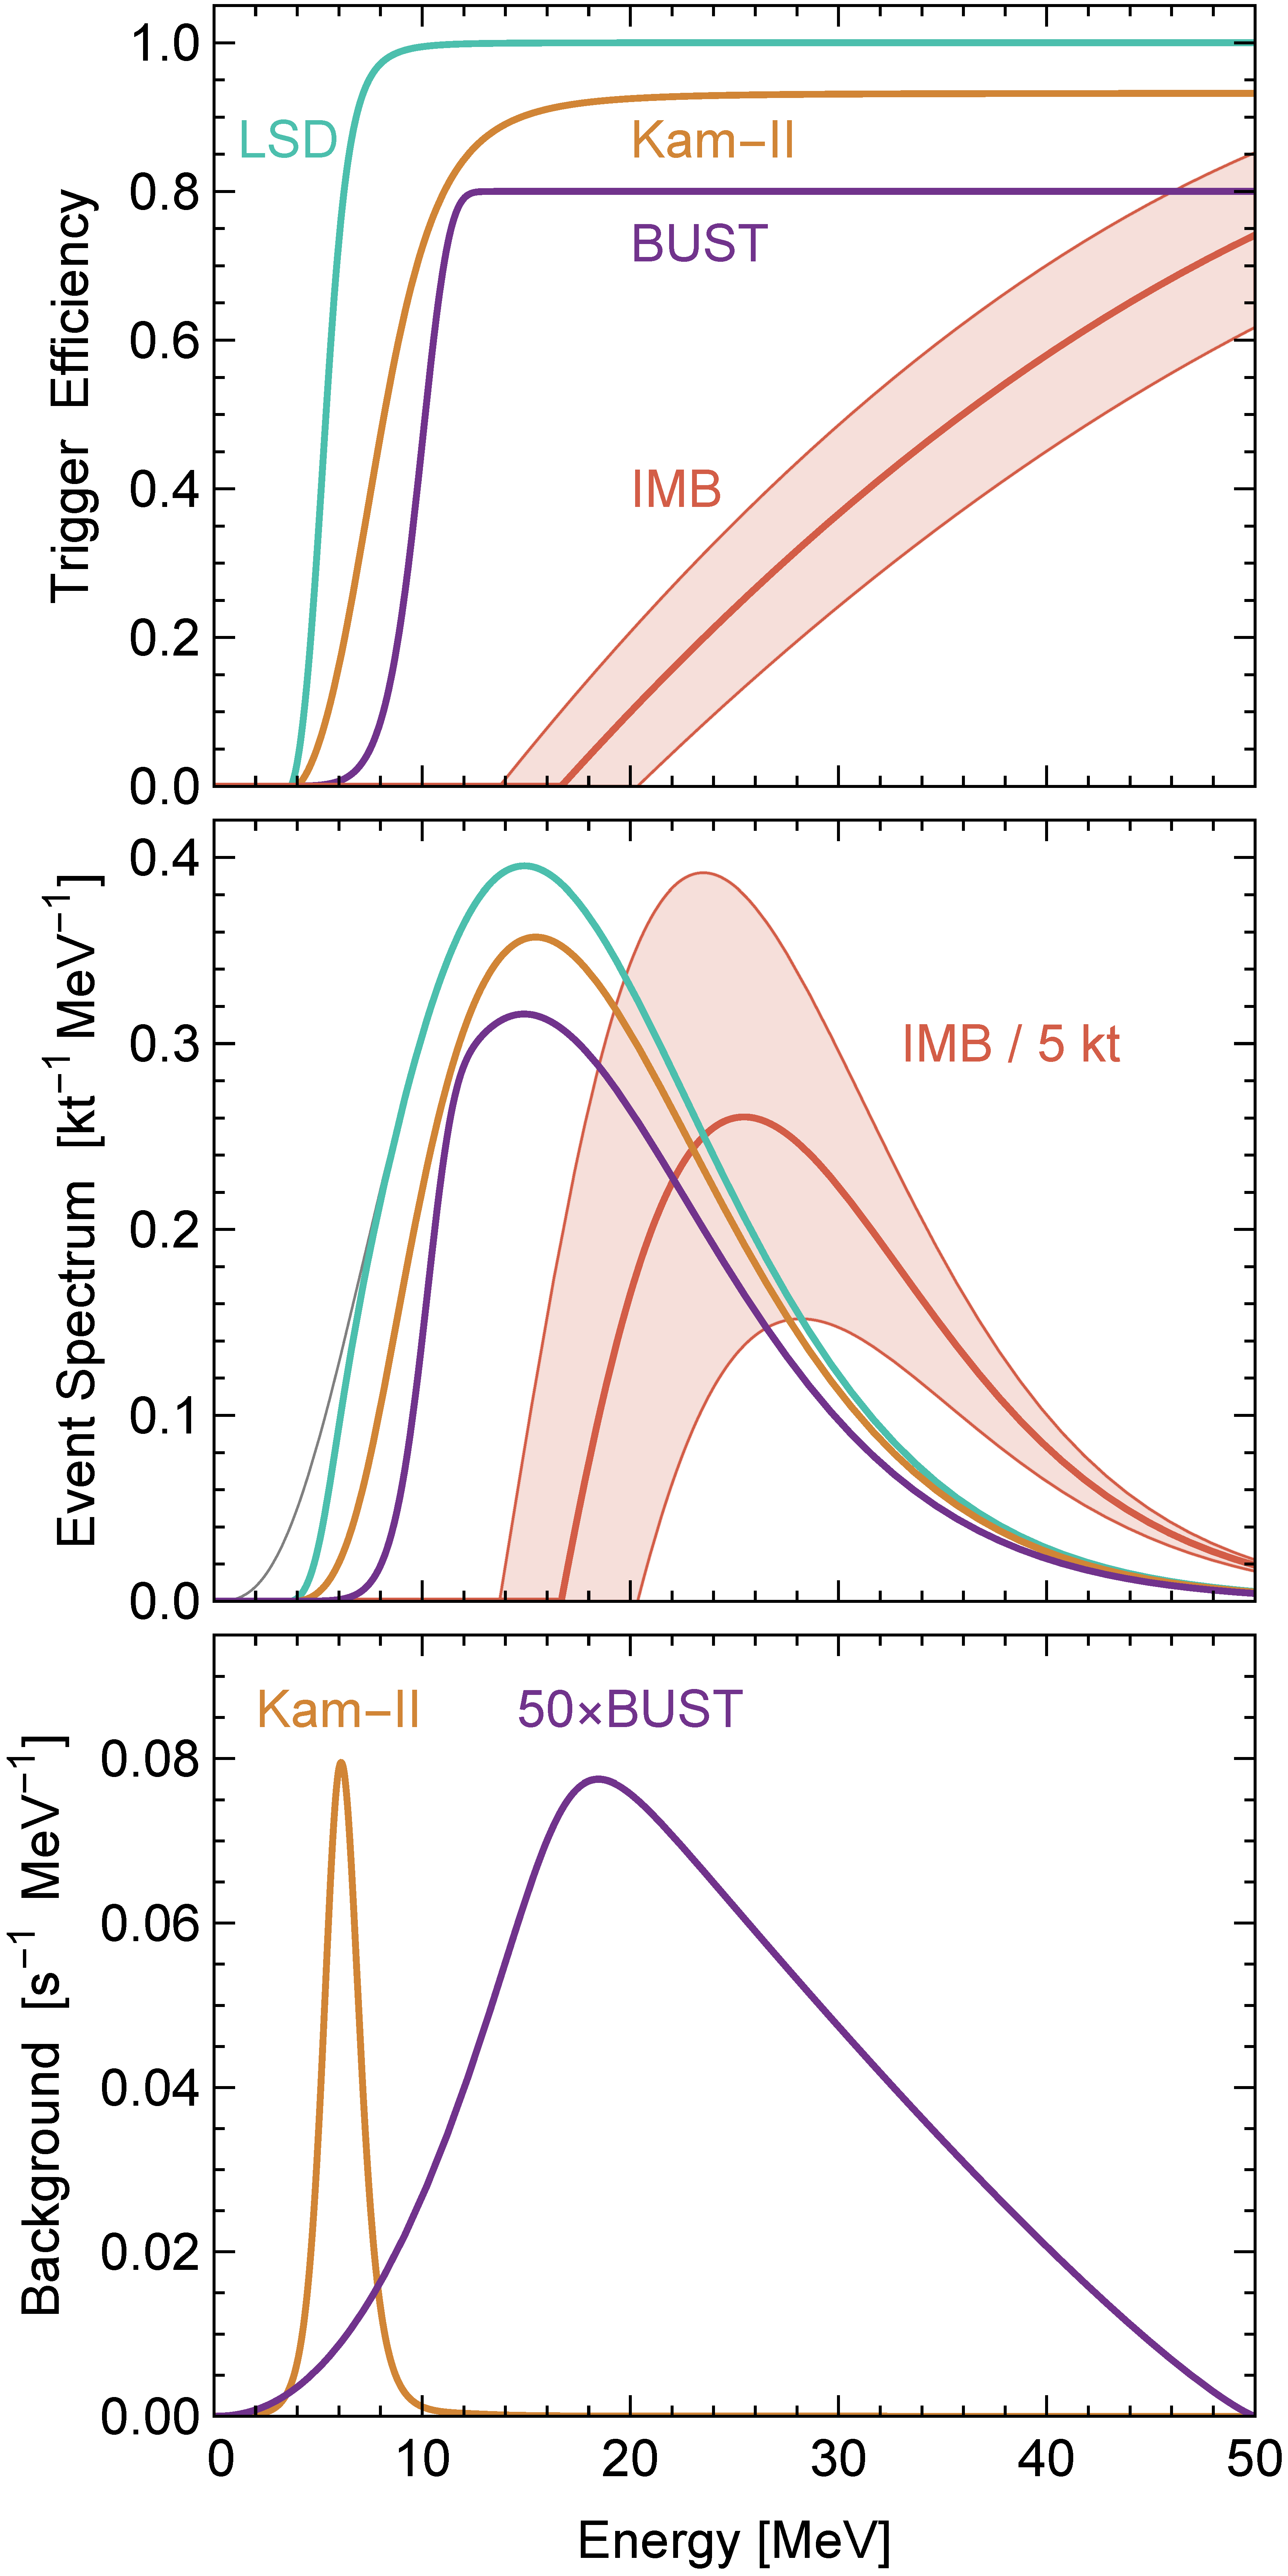 Trigger Efficiency
1.0
0.8
0.6
0.4
0.2
0.0
LSD
Kam–II
BUST
IMB
Event Spectrum [kt⁻¹ MeV⁻¹]
0.4
0.3
0.2
0.1
0.0
IMB / 5 kt
Background [s⁻¹ MeV⁻¹]
0.08
0.06
0.04
0.02
0.00
Kam–II
50×BUST
0 10 20 30 40 50
Energy [MeV]